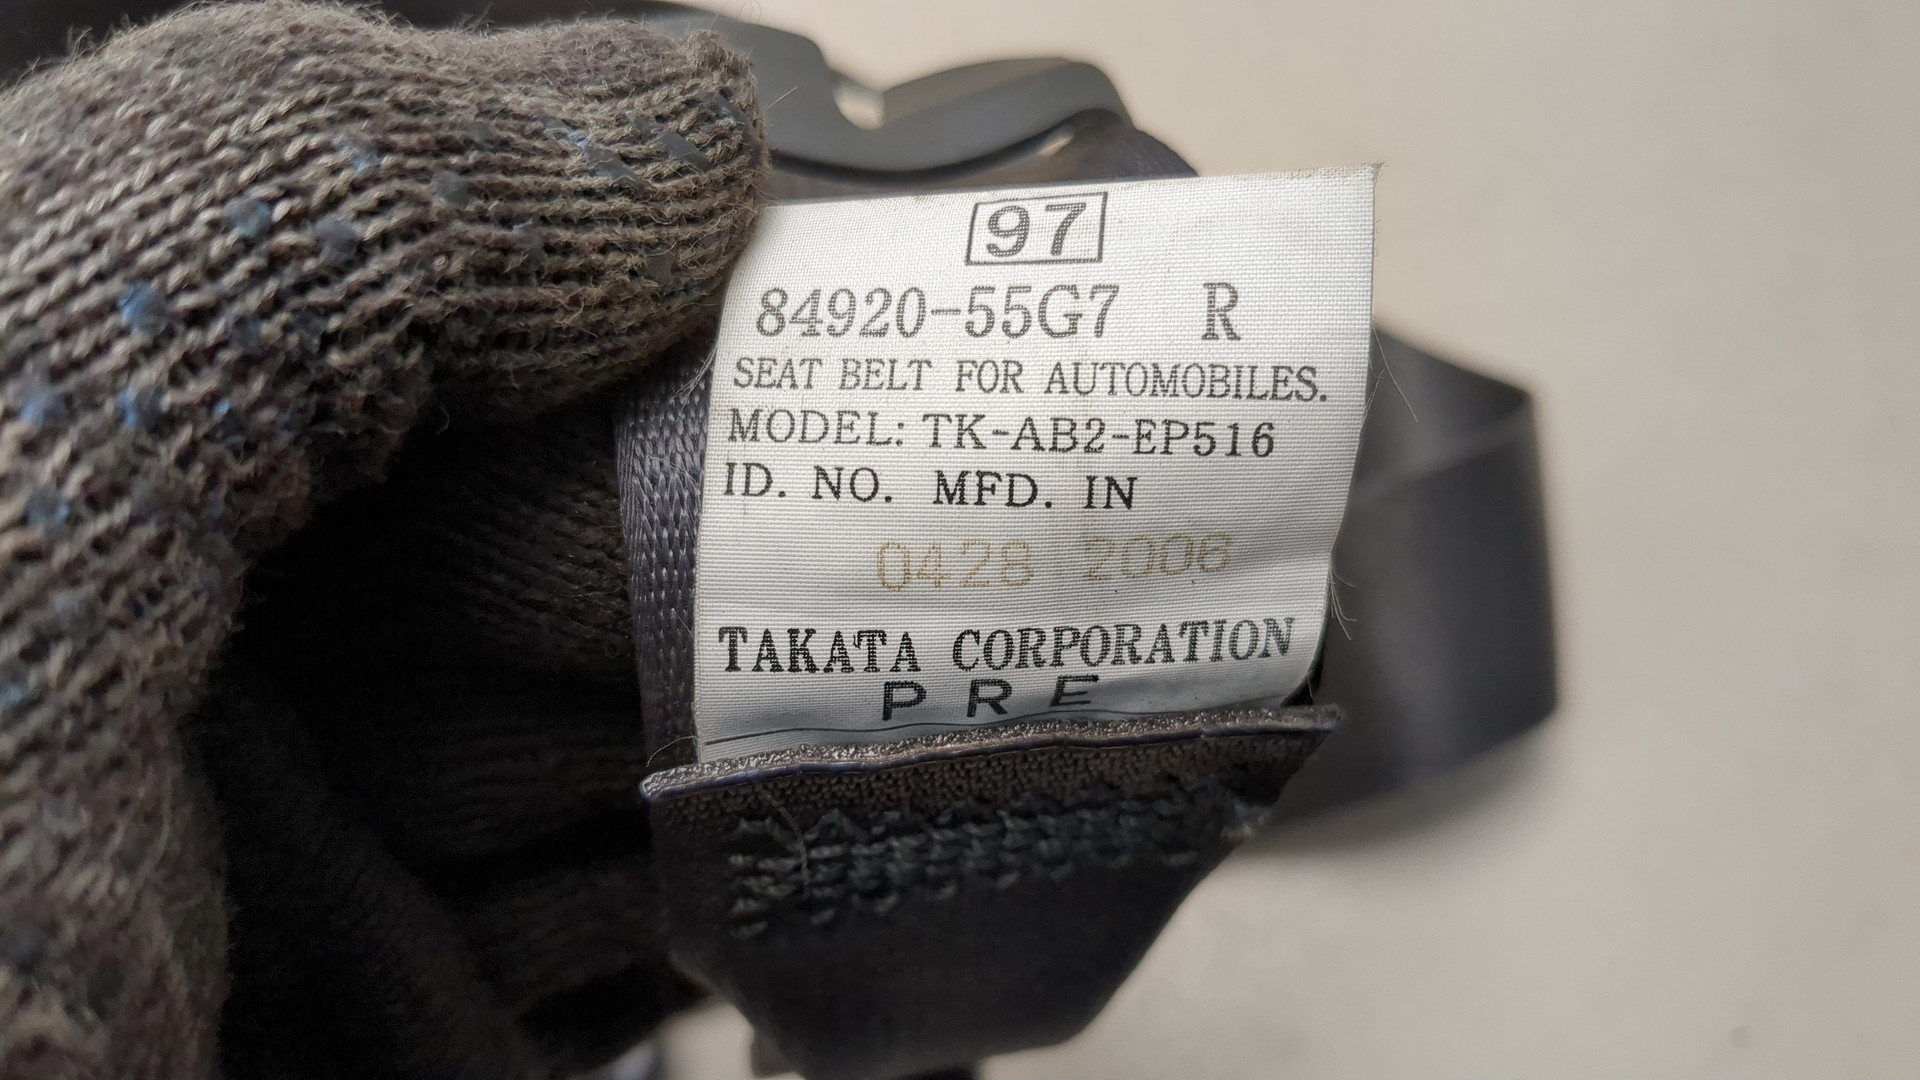 97
84920-55G7 R
SEAT BELT FOR AUTOMOBILES.
MODEL: TK-AB2-EP516
ID. NO. MFD. IN
0428 2006
TAKATA CORPORATION
PRE